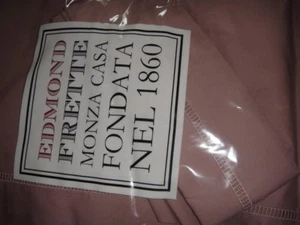 EDMOND
FRETTE
MONZA CASA
FONDATA
NEL 1860